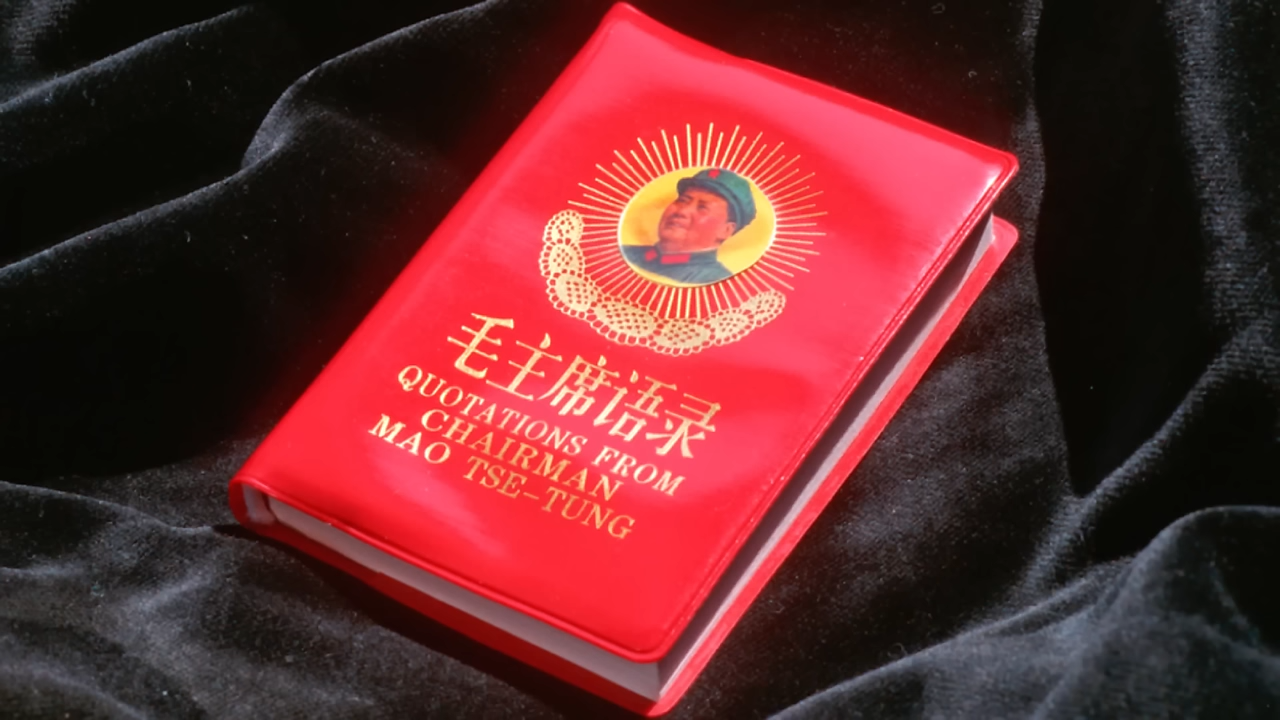 毛主席语录
QUOTATIONS FROM
CHAIRMAN
MAO TSE-TUNG